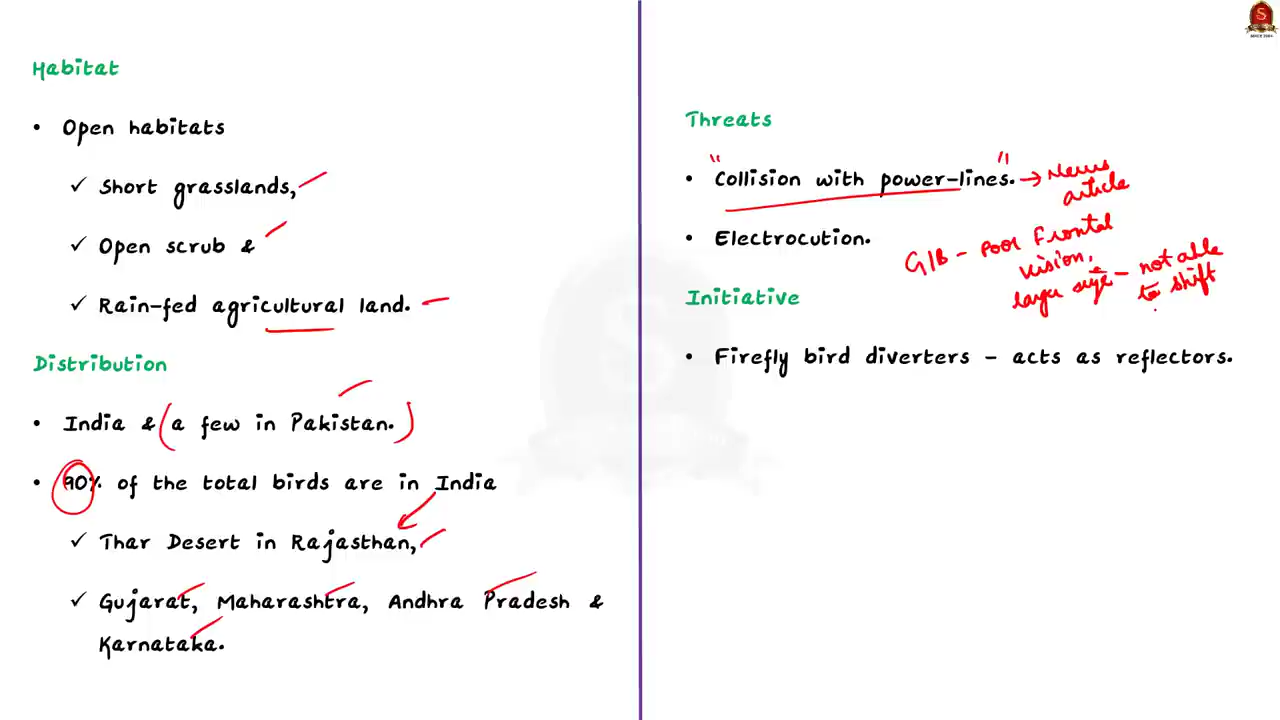 Habitat
• Open habitats
✓ Short grasslands,
✓ Open scrub &
✓ Rain-fed agricultural land.
Distribution
• India & (a few in Pakistan.)
• 90% of the total birds are in India
✓ Thar Desert in Rajasthan,
✓ Gujarat, Maharashtra, Andhra Pradesh &
Karnataka.
Threats
• "Collision with power-lines." → News
article
• Electrocution.
GIB - Poor Frontal
vision,
large size - not able
to shift
Initiative
• Firefly bird diverters - acts as reflectors.